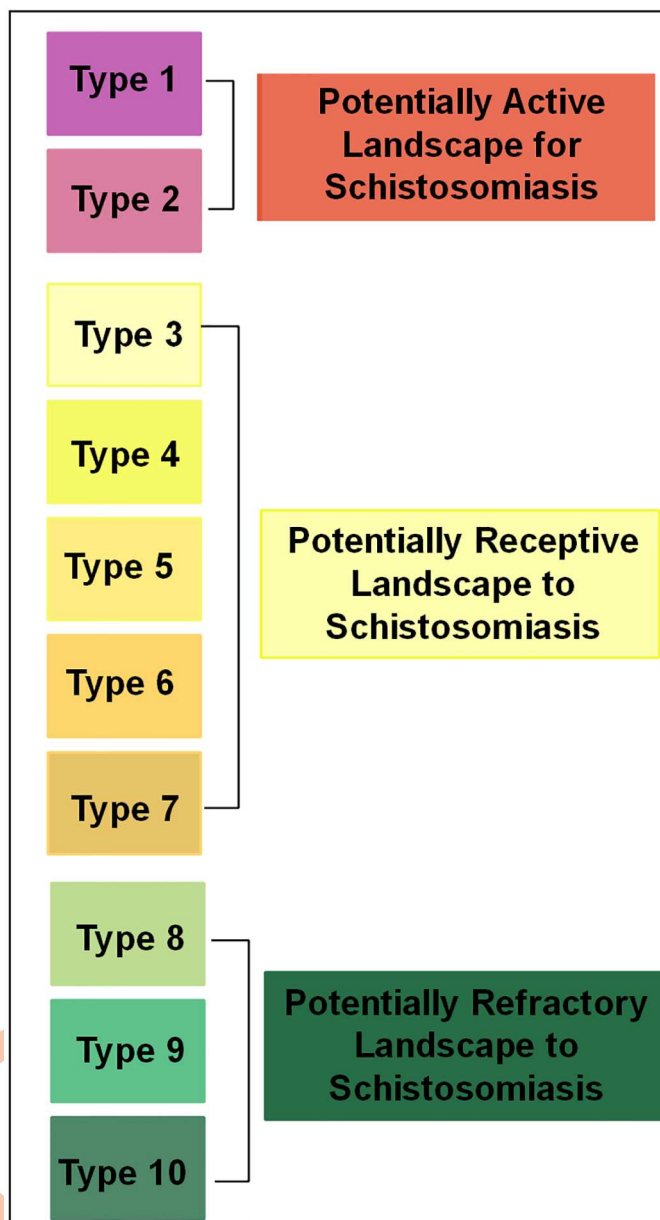 Type 1
Type 2
Potentially Active
Landscape for
Schistosomiasis
Type 3
Type 4
Type 5
Type 6
Type 7
Potentially Receptive
Landscape to
Schistosomiasis
Type 8
Type 9
Type 10
Potentially Refractory
Landscape to
Schistosomiasis